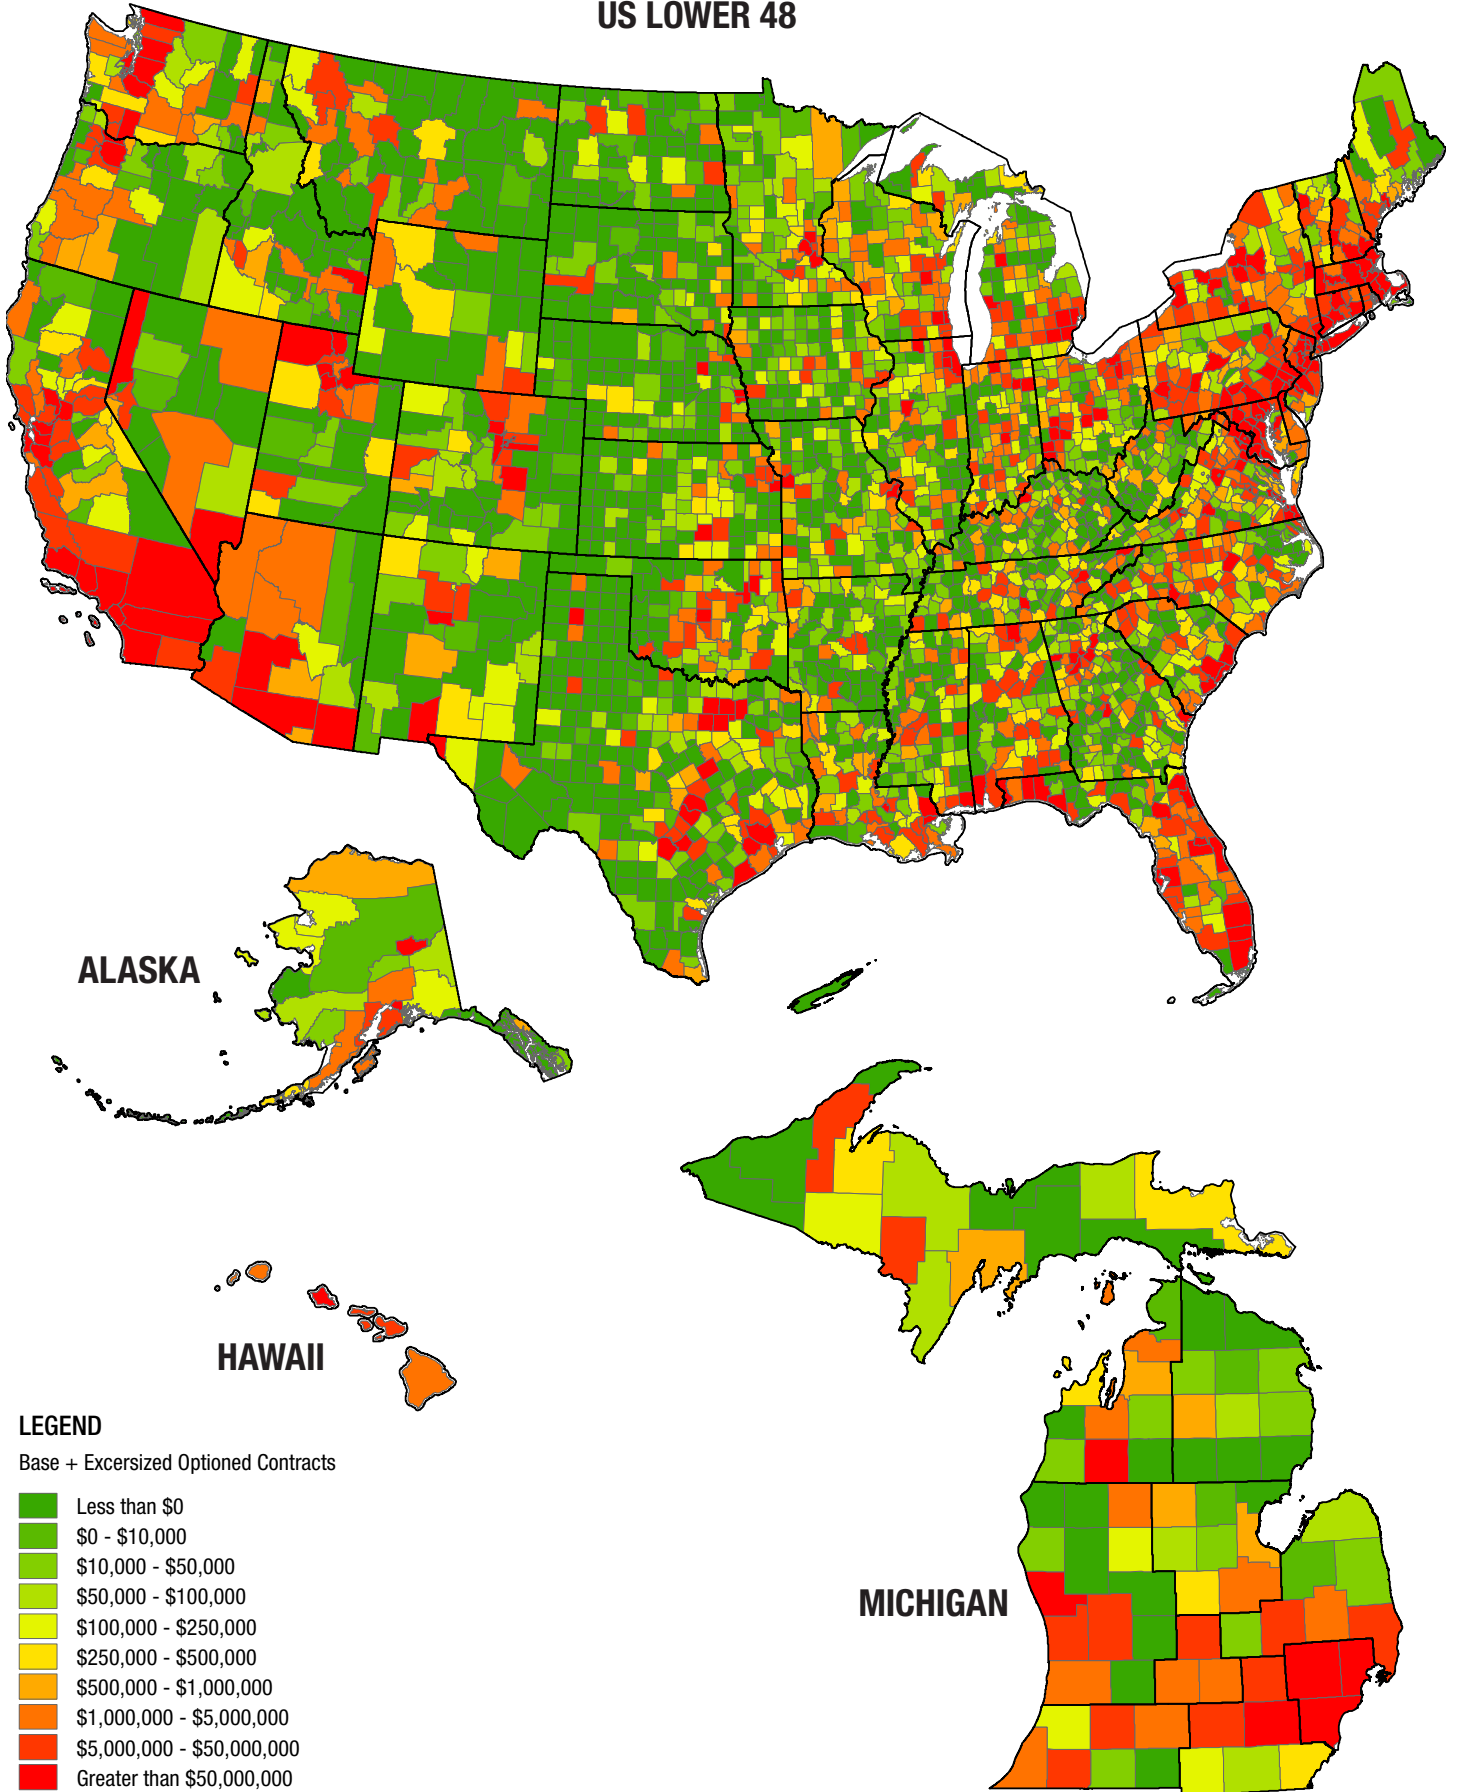 US LOWER 48
ALASKA
HAWAII
MICHIGAN
LEGEND
Base + Excersized Optioned Contracts
Less than $0
$0 - $10,000
$10,000 - $50,000
$50,000 - $100,000
$100,000 - $250,000
$250,000 - $500,000
$500,000 - $1,000,000
$1,000,000 - $5,000,000
$5,000,000 - $50,000,000
Greater than $50,000,000